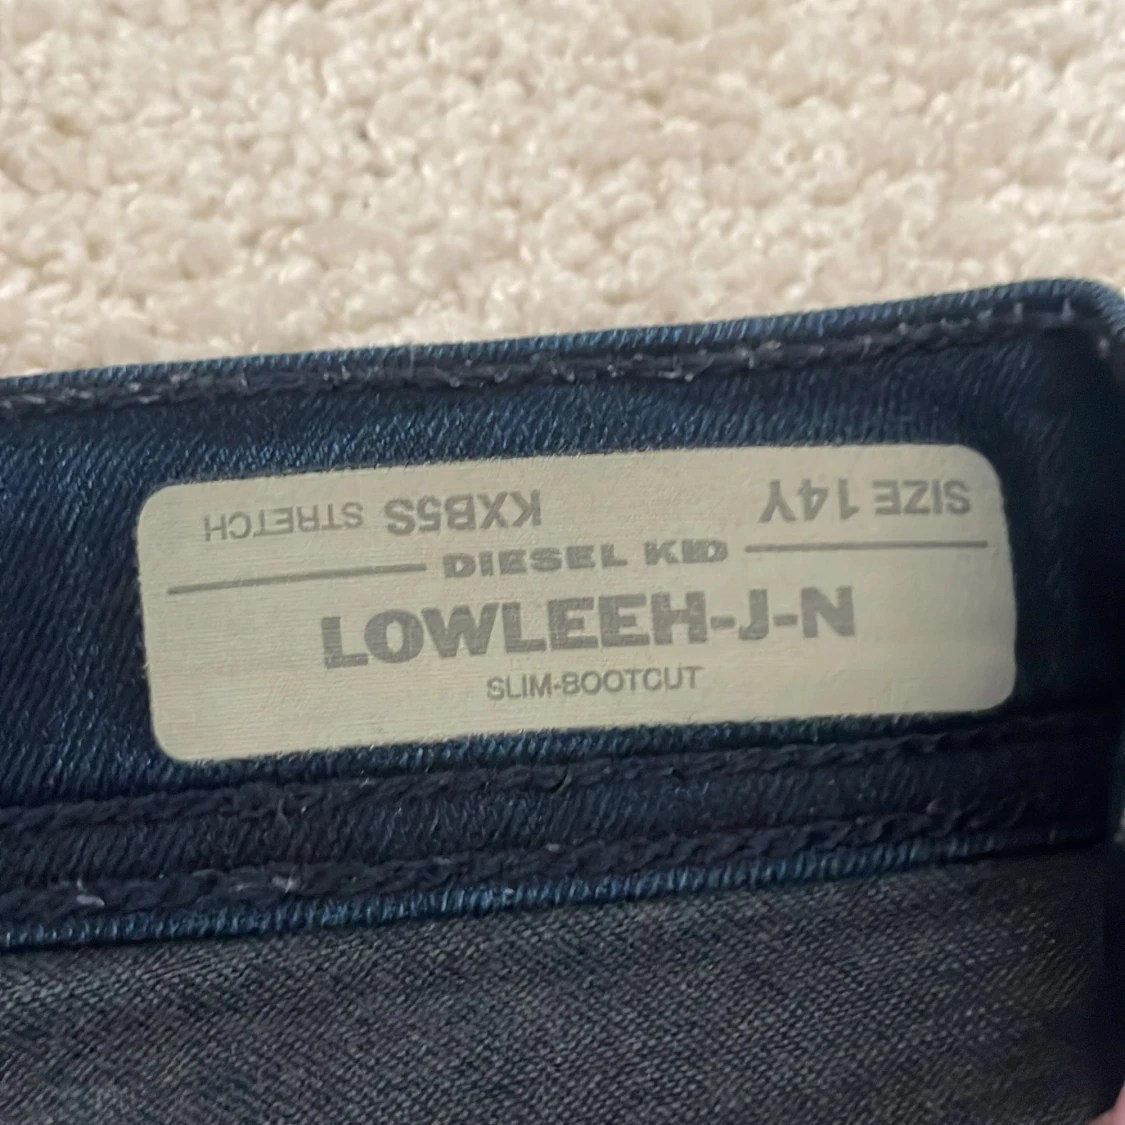 SIZE 14Y KXB5S STRETCH
DIESEL KID
LOWLEEH-J-N
SLIM-BOOTCUT